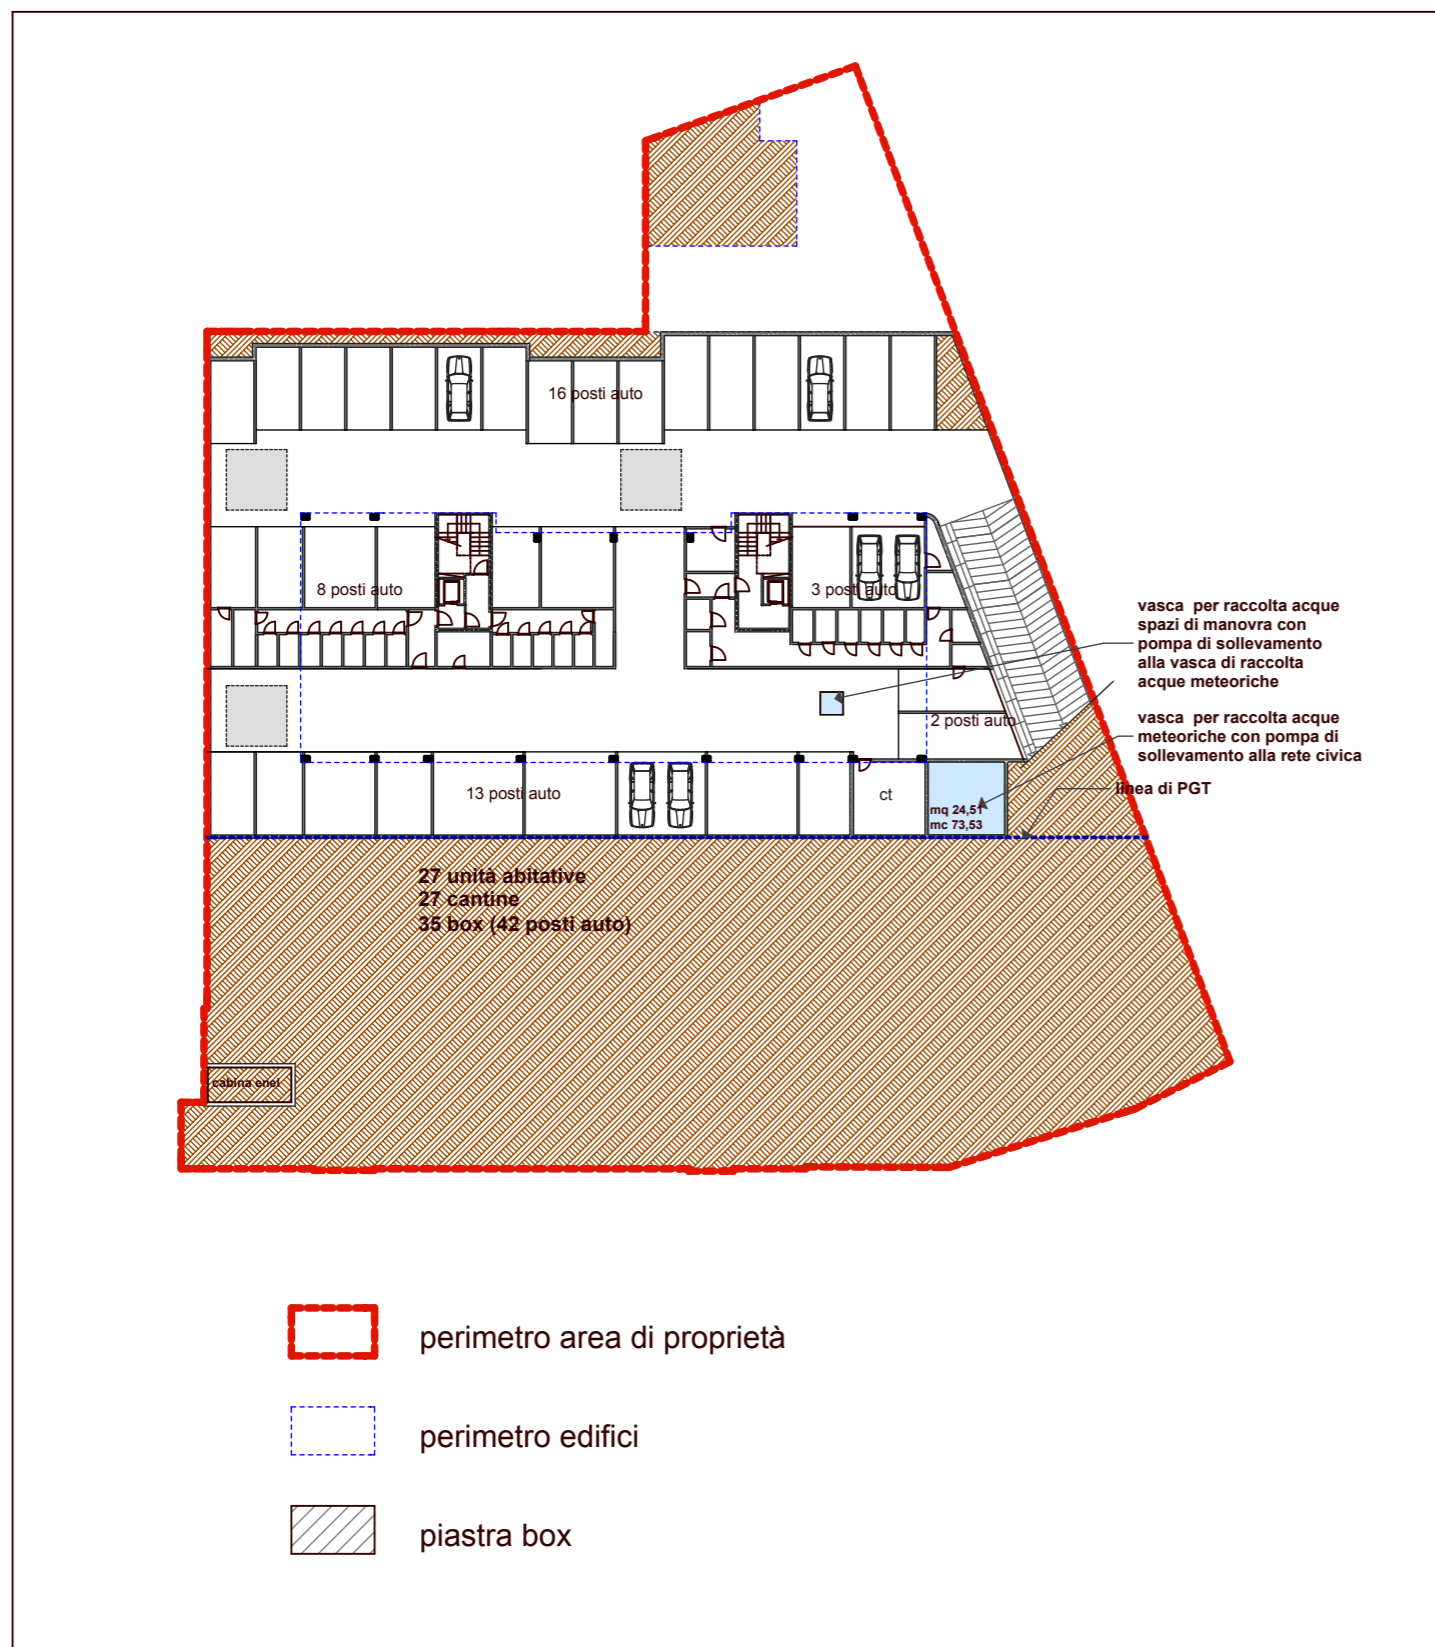 16 posti auto
8 posti auto
3 posti auto
vasca per raccolta acque
spazi di manovra con
pompa di sollevamento
alla vasca di raccolta
acque meteoriche
2 posti auto
vasca per raccolta acque
meteoriche con pompa di
sollevamento alla rete civica
13 posti auto
ct
linea di PGT
mq 24,51
mc 73,53
27 unità abitative
27 cantine
35 box (42 posti auto)
cabina enel
perimetro area di proprietà
perimetro edifici
piastra box